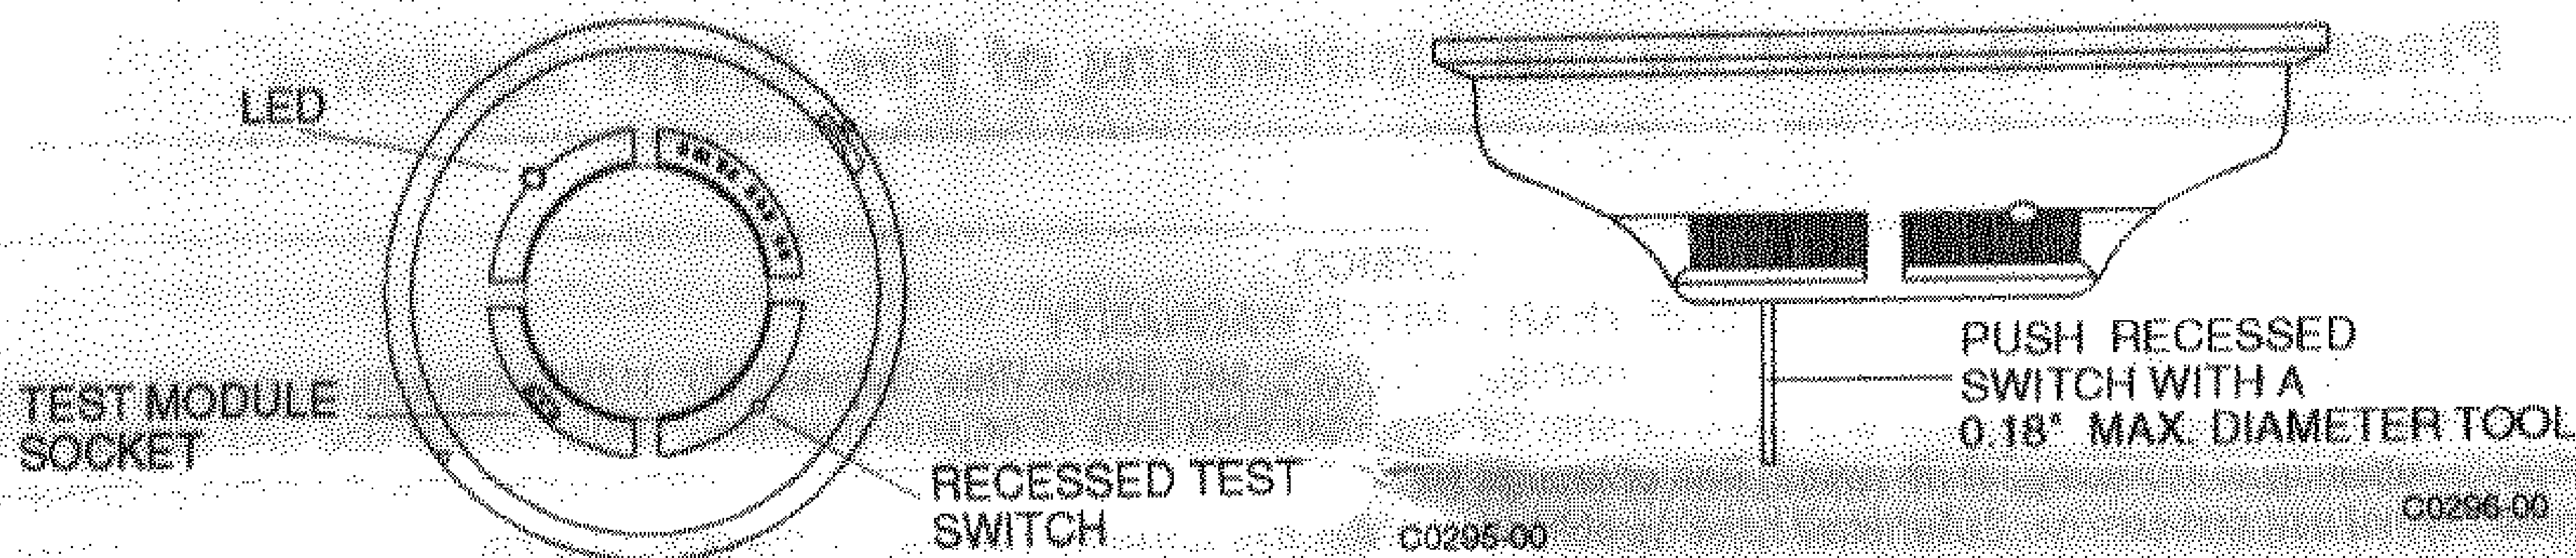 LED
TEST MODULE
SOCKET
RECESSED TEST
SWITCH
C0295-00
PUSH RECESSED
SWITCH WITH A
0.18" MAX. DIAMETER TOOL
C0296-00